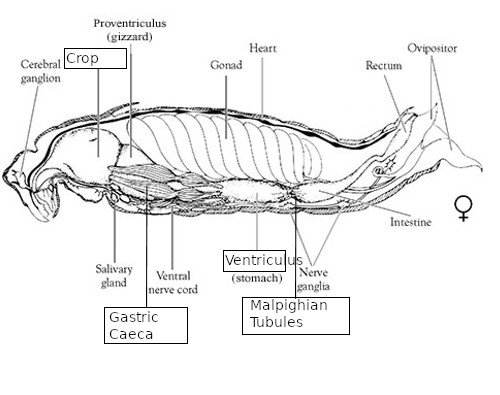 Proventriculus
(gizzard)
Crop
Cerebral
ganglion
Gonad
Heart
Rectum
Ovipositor
Intestine
Salivary
gland
Ventral
nerve cord
Ventriculus
(stomach)
Nerve
ganglia
Gastric
Caeca
Malpighian
Tubules